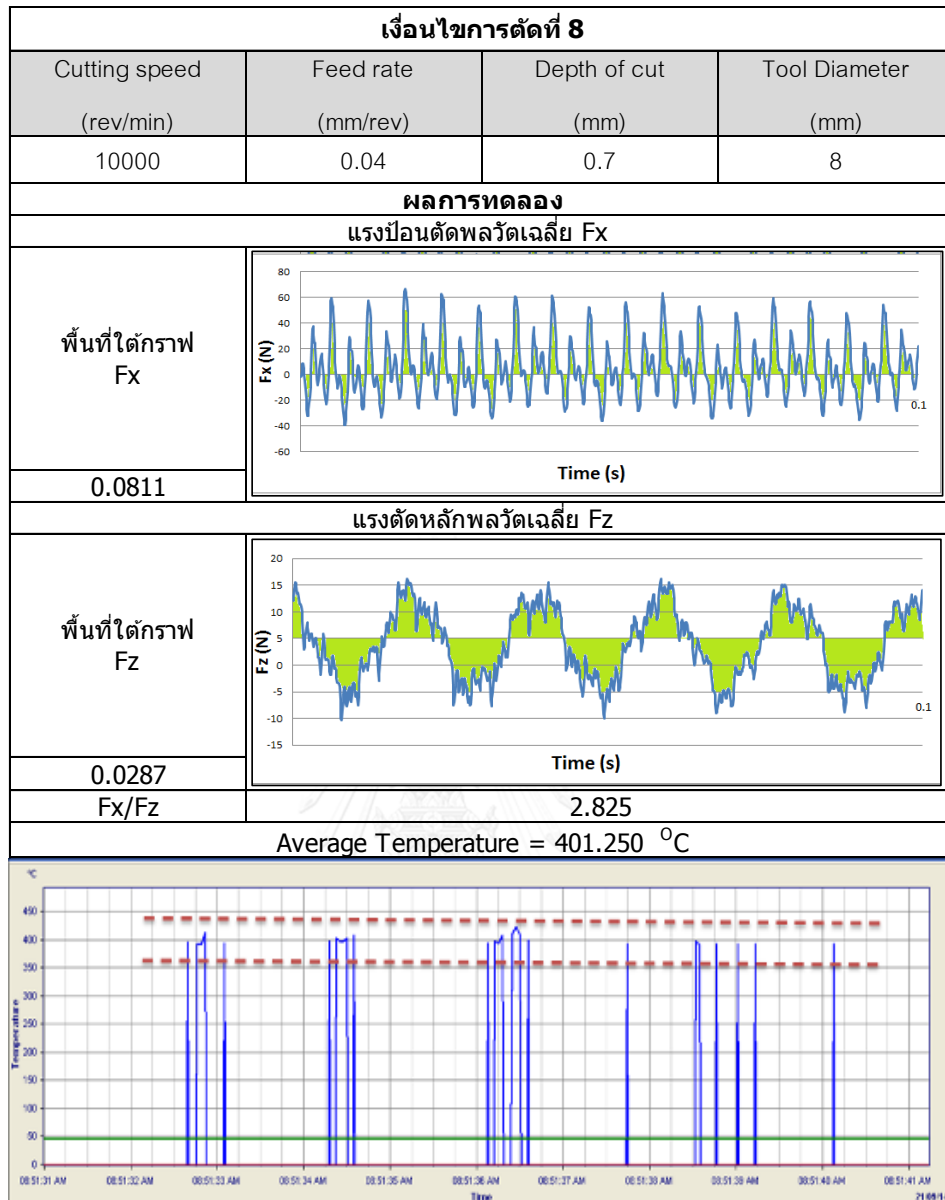 เงื่อนไขการตัดที่ 8
Cutting speed Feed rate Depth of cut Tool Diameter
(rev/min) (mm/rev) (mm) (mm)
10000 0.04 0.7 8
ผลการทดลอง
แรงป้อนตัดพลวัตเฉลี่ย Fx
พื้นที่ใต้กราฟ
Fx
0.0811
Fx (N)
80
60
40
20
0
-20
-40
-60
0.1
Time (s)
แรงตัดหลักพลวัตเฉลี่ย Fz
พื้นที่ใต้กราฟ
Fz
0.0287
Fz (N)
20
15
10
5
0
-5
-10
-15
0.1
Time (s)
Fx/Fz 2.825
Average Temperature = 401.250 °C
°C
Temperature
450
400
350
300
250
200
150
100
50
0
08:51:31 AM 08:51:32 AM 08:51:33 AM 08:51:34 AM 08:51:35 AM 08:51:36 AM 08:51:37 AM 08:51:38 AM 08:51:39 AM 08:51:40 AM 08:51:41 AM
Time